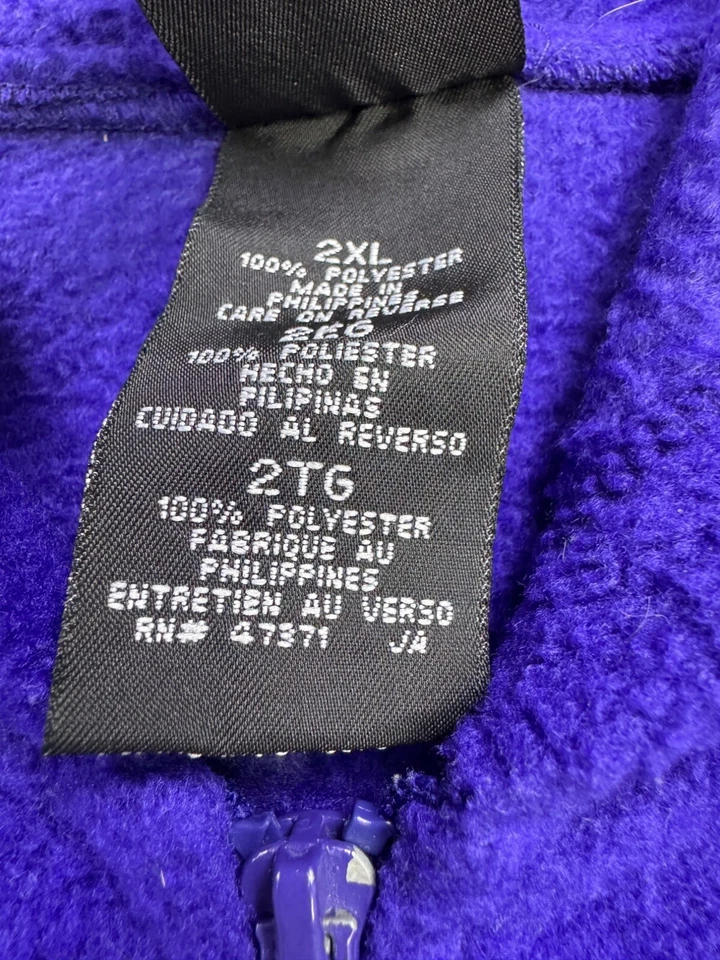 2XL
100% POLYESTER
MADE IN
PHILIPPINES
CARE ON REVERSE
2EG
100% POLIESTER
HECHO EN
PILIPINAS
CUIDADO AL REVERSO
2TG
100% POLYESTER
FABRIQUE AU
PHILIPPINES
ENTRETIEN AU VERSO
RN# 47371 JA